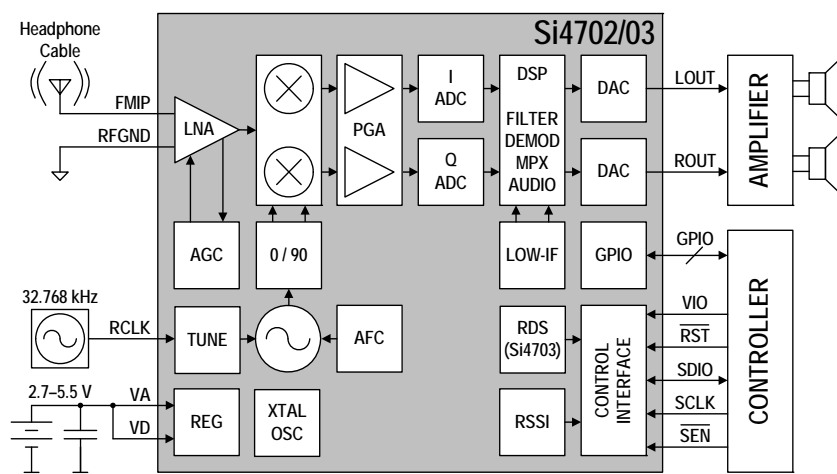 Si4702/03
Headphone
Cable
FMIP
RFGND
LNA
PGA
I
ADC
Q
ADC
DSP
FILTER
DEMOD
MPX
AUDIO
DAC
DAC
LOUT
ROUT
AMPLIFIER
AGC
0 / 90
LOW-IF
GPIO
GPIO
CONTROLLER
32.768 kHz
RCLK
TUNE
AFC
RDS
(Si4703)
CONTROL
INTERFACE
VIO
RST
SDIO
SCLK
SEN
2.7–5.5 V
VA
VD
REG
XTAL
OSC
RSSI